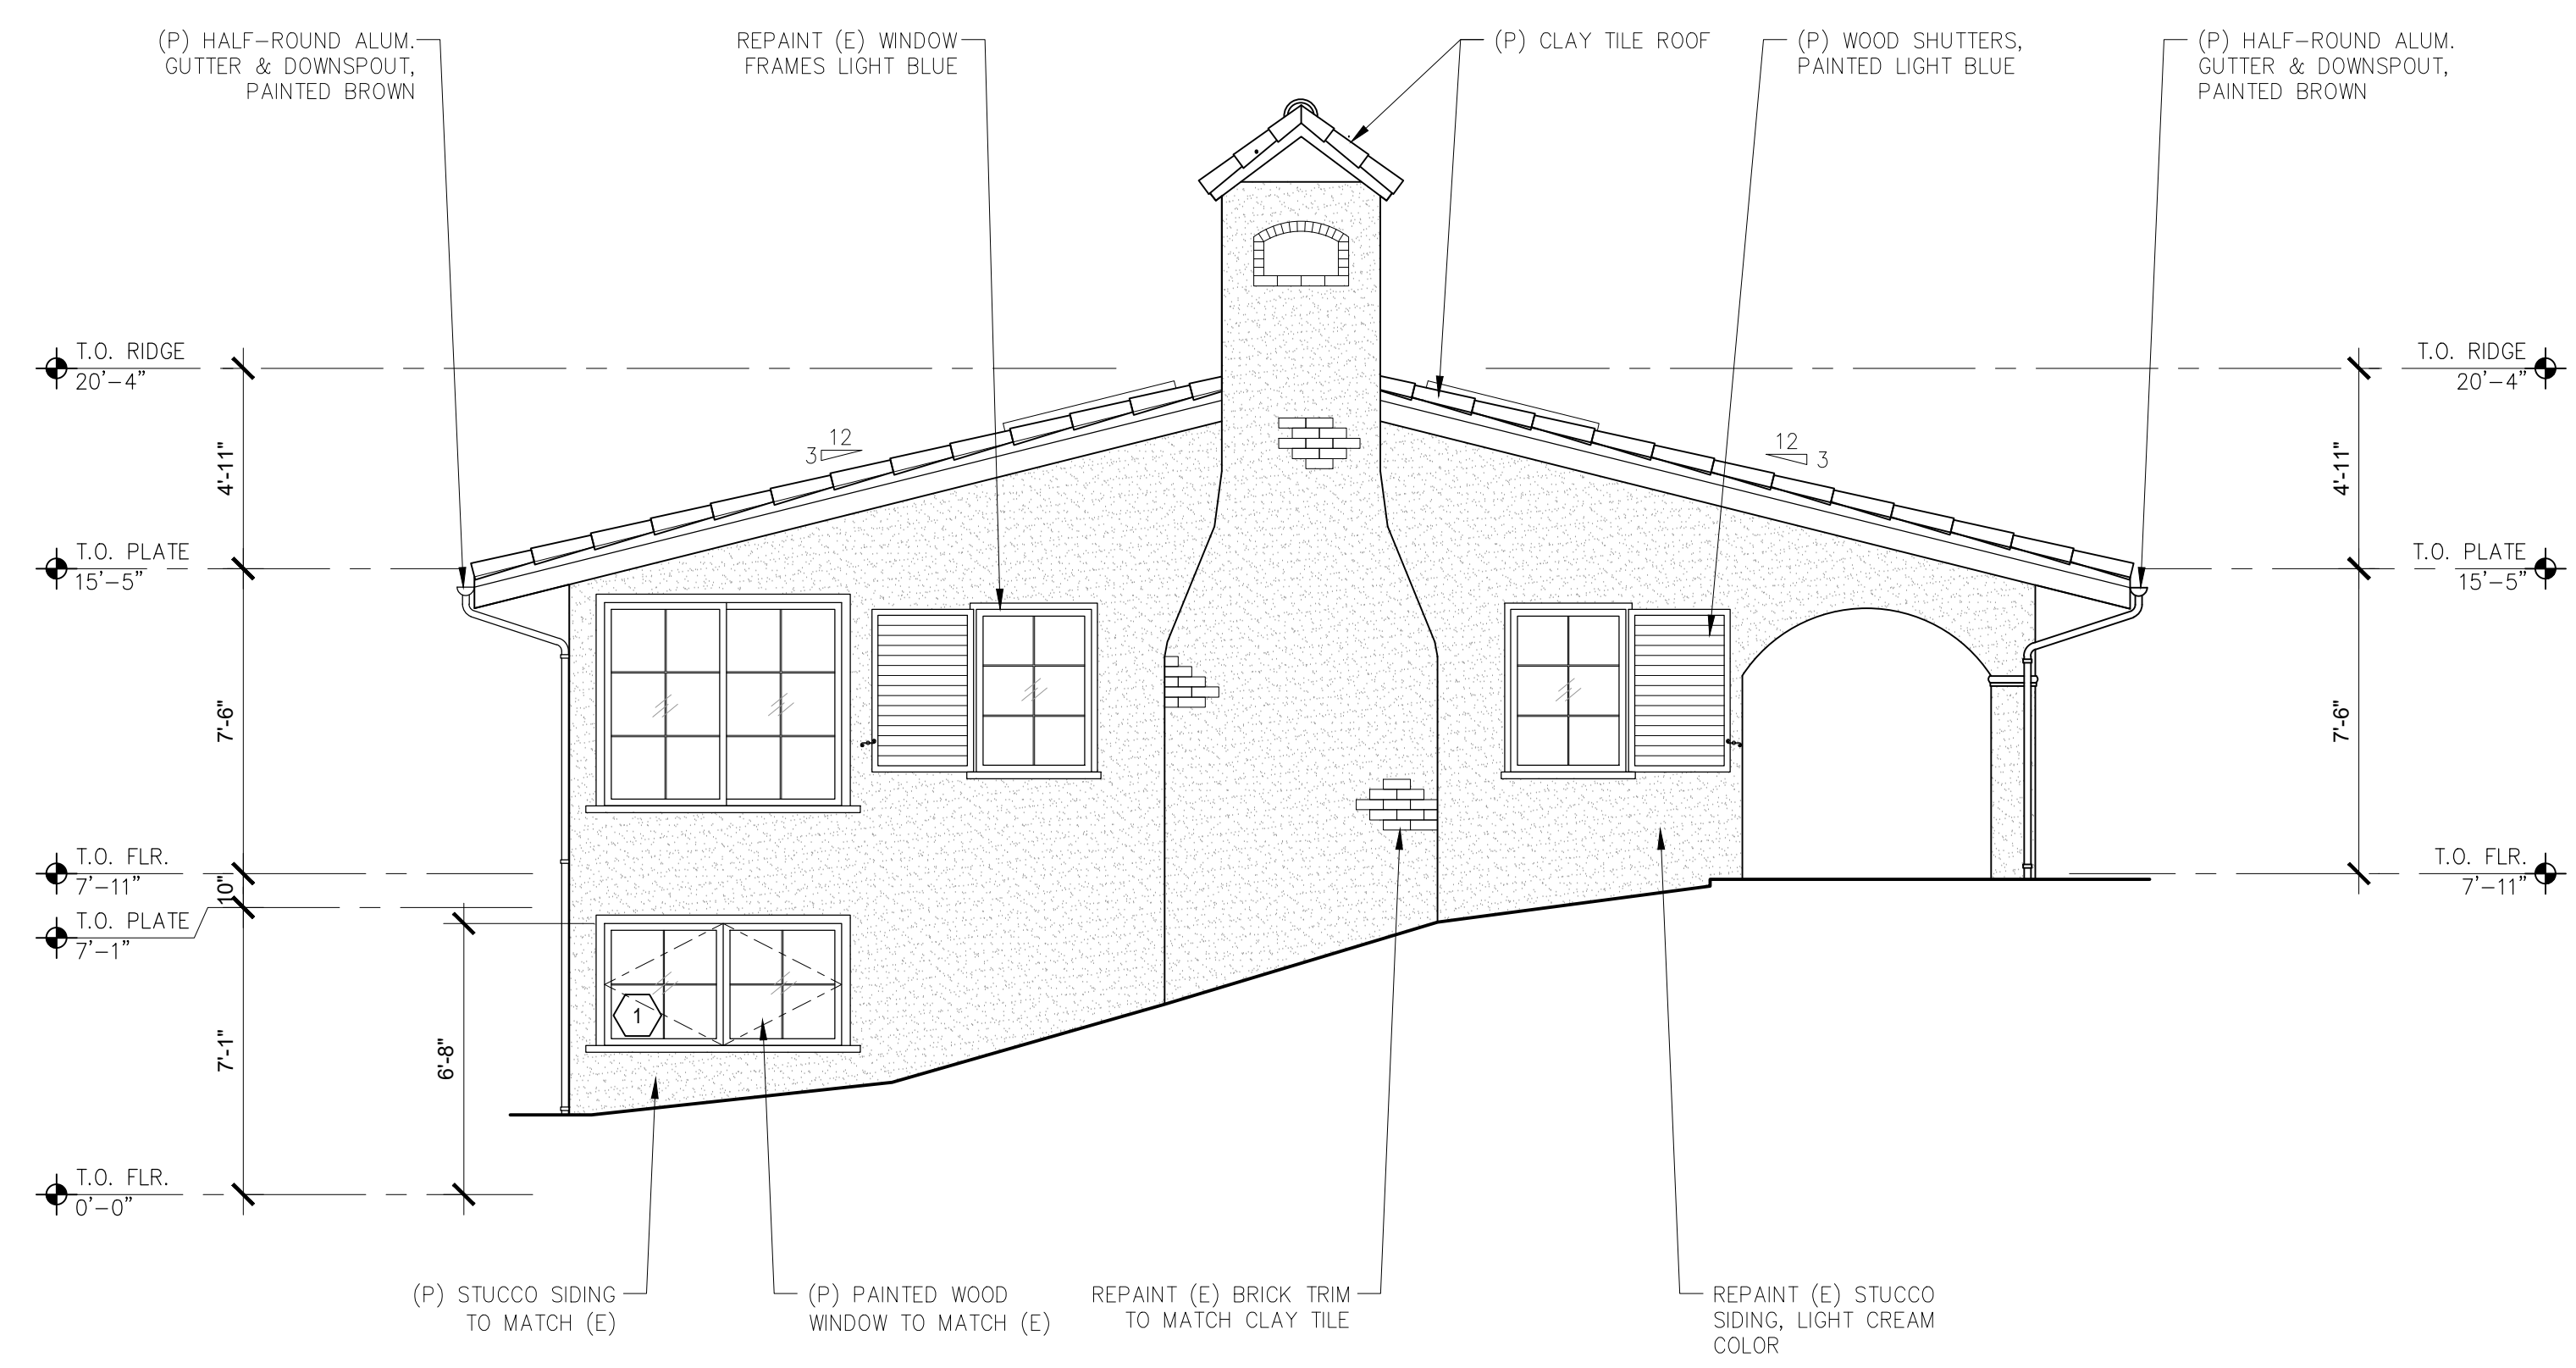 (P) HALF-ROUND ALUM.
GUTTER & DOWNSPOUT,
PAINTED BROWN
REPAINT (E) WINDOW
FRAMES LIGHT BLUE
(P) CLAY TILE ROOF
(P) WOOD SHUTTERS,
PAINTED LIGHT BLUE
(P) HALF-ROUND ALUM.
GUTTER & DOWNSPOUT,
PAINTED BROWN
T.O. RIDGE
20'-4"
T.O. RIDGE
20'-4"
4'-11"
12
3
12
3
4'-11"
T.O. PLATE
15'-5"
T.O. PLATE
15'-5"
7'-6"
7'-6"
T.O. FLR.
7'-11"
T.O. FLR.
7'-11"
10"
T.O. PLATE
7'-1"
7'-1"
6'-8"
1
T.O. FLR.
0'-0"
(P) STUCCO SIDING
TO MATCH (E)
(P) PAINTED WOOD
WINDOW TO MATCH (E)
REPAINT (E) BRICK TRIM
TO MATCH CLAY TILE
REPAINT (E) STUCCO
SIDING, LIGHT CREAM
COLOR